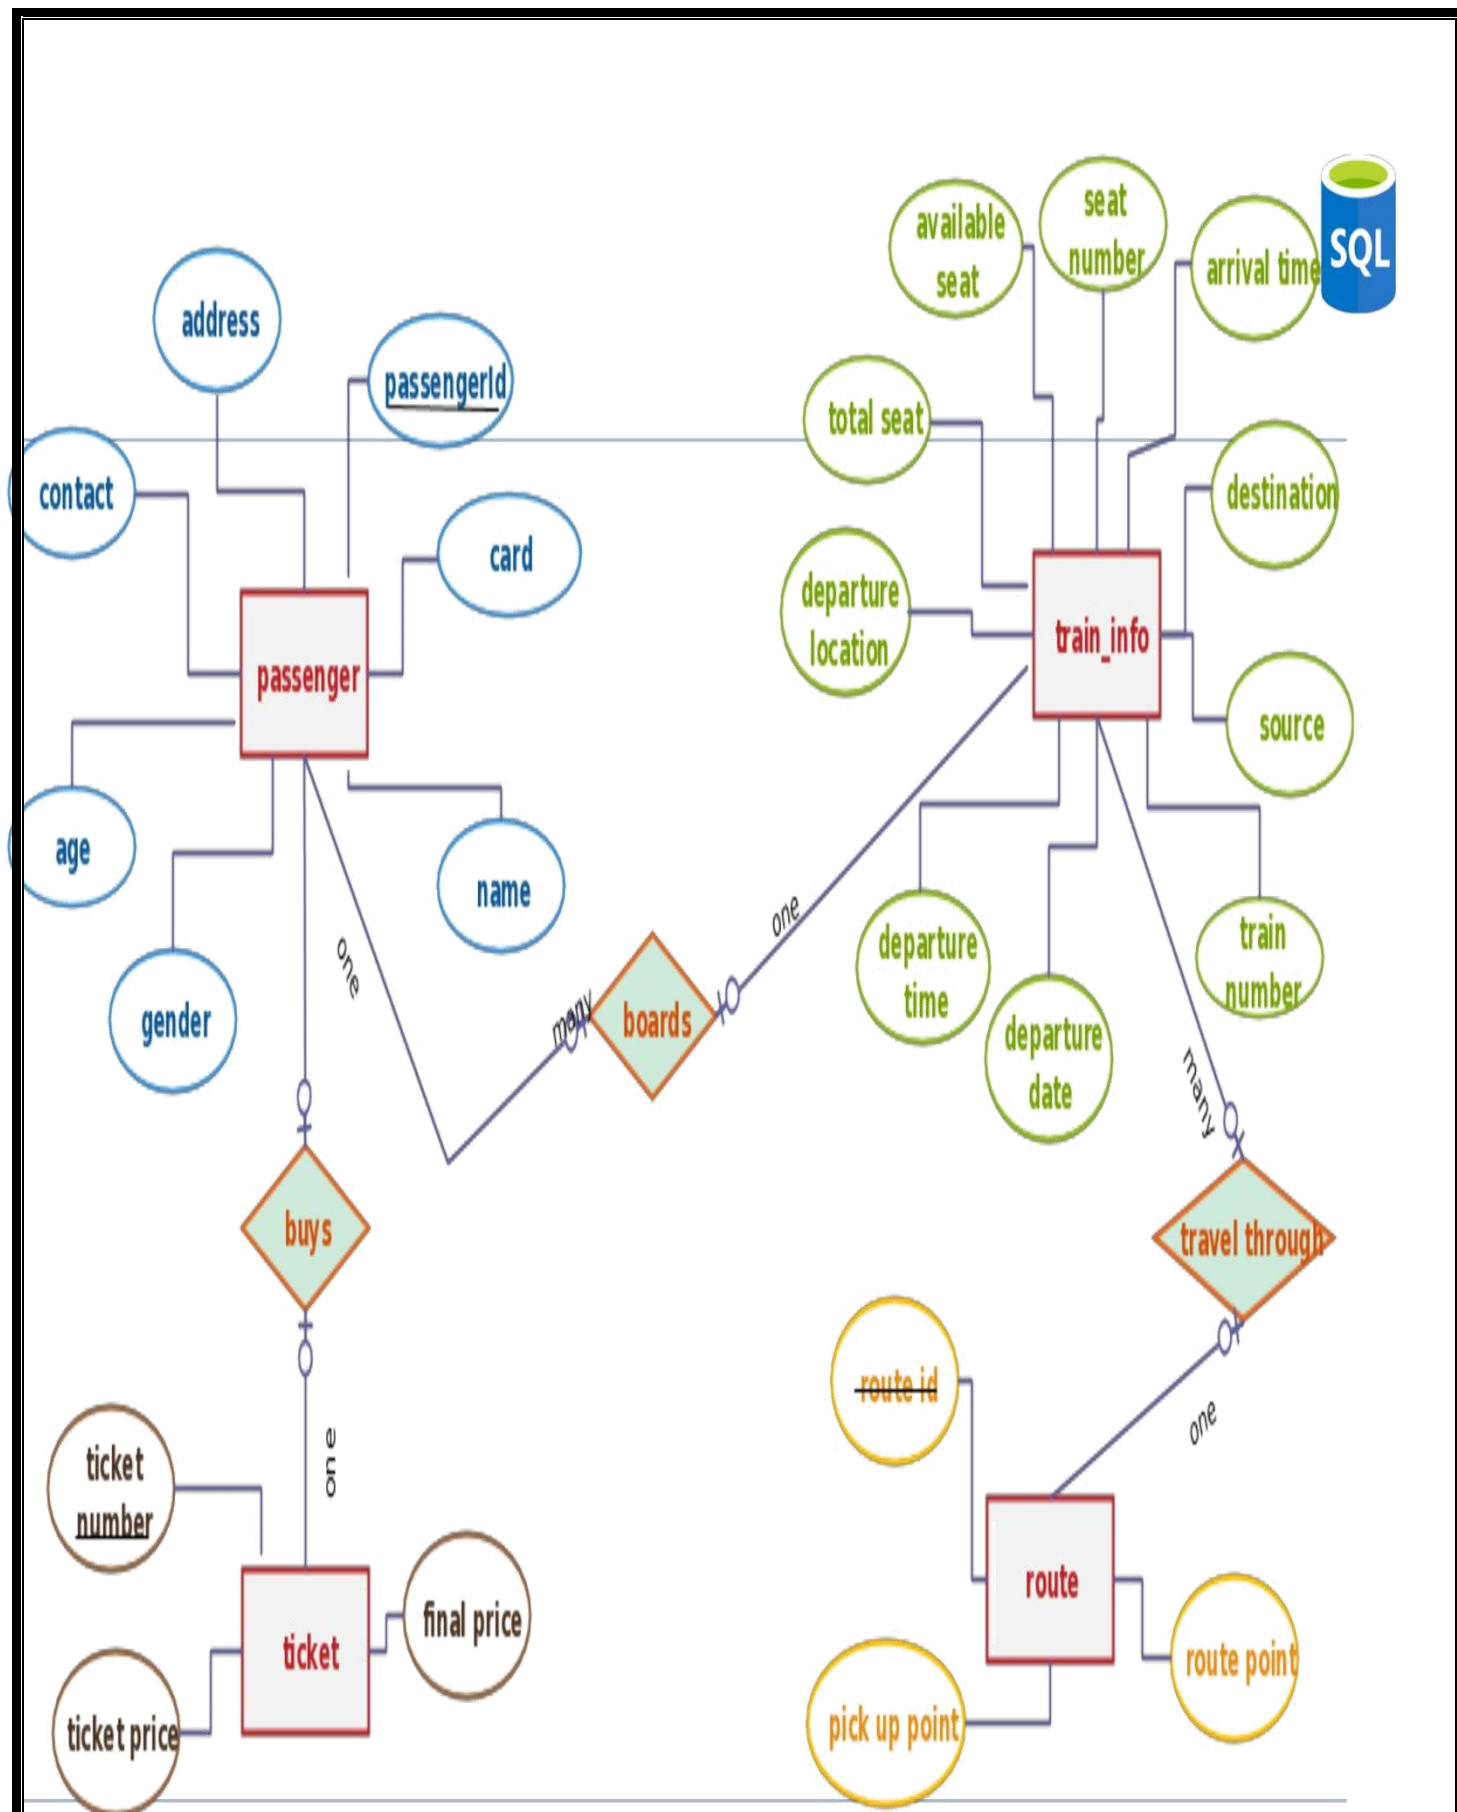 available
seat
seat
number
arrival time
SQL
address
passengerId
total seat
contact
destination
card
departure
location
train_info
passenger
source
age
name
one
one
departure
time
train
number
gender
many
boards
departure
date
many
buys
travel through
route id
one
ticket
number
one
final price
route
ticket
route point
ticket price
pick up point